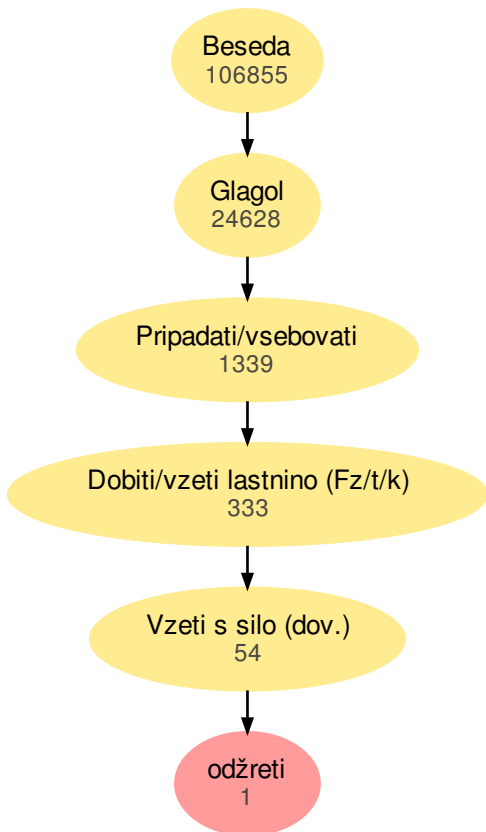 Beseda
106855
Glagol
24628
Pripadati/vsebovati
1339
Dobiti/vzeti lastnino (Fz/t/k)
333
Vzeti s silo (dov.)
54
odžreti
1